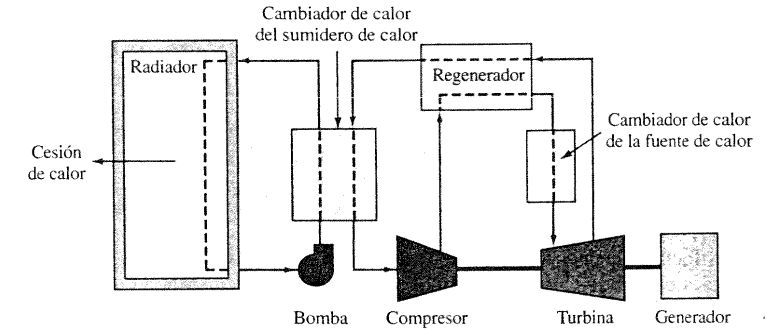 Cambiador de calor
del sumidero de calor
Radiador
Regenerador
Cambiador de calor
de la fuente de calor
Cesión
de calor
Bomba
Compresor
Turbina
Generador